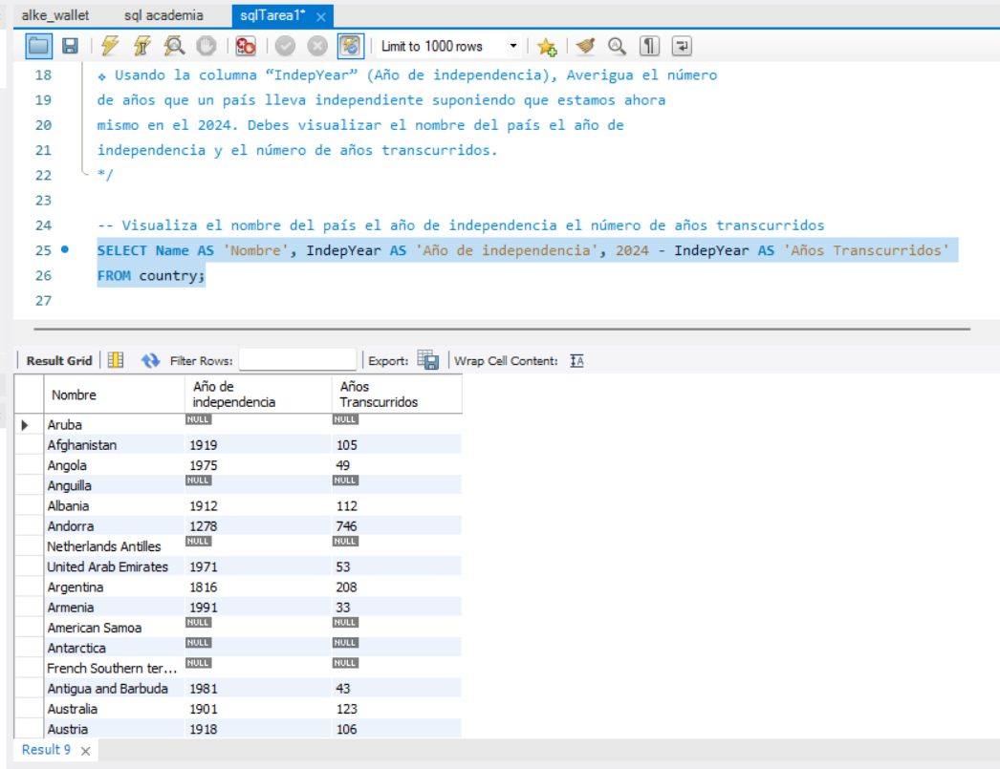 alke_wallet sql academia sqlTarea1*
Limit to 1000 rows
18 ❖ Usando la columna “IndepYear” (Año de independencia), Averigua el número
19 de años que un país lleva independiente suponiendo que estamos ahora
20 mismo en el 2024. Debes visualizar el nombre del país el año de
21 independencia y el número de años transcurridos.
22 */
23
24 -- Visualiza el nombre del país el año de independencia el número de años transcurridos
25 SELECT Name AS 'Nombre', IndepYear AS 'Año de independencia', 2024 - IndepYear AS 'Años Transcurridos'
26 FROM country;
27
Result Grid Filter Rows: Export: Wrap Cell Content: IA
Nombre Año de independencia Años Transcurridos
Aruba NULL NULL
Afghanistan 1919 105
Angola 1975 49
Anguilla NULL NULL
Albania 1912 112
Andorra 1278 746
Netherlands Antilles NULL NULL
United Arab Emirates 1971 53
Argentina 1816 208
Armenia 1991 33
American Samoa NULL NULL
Antarctica NULL NULL
French Southern ter... NULL NULL
Antigua and Barbuda 1981 43
Australia 1901 123
Austria 1918 106
Result 9